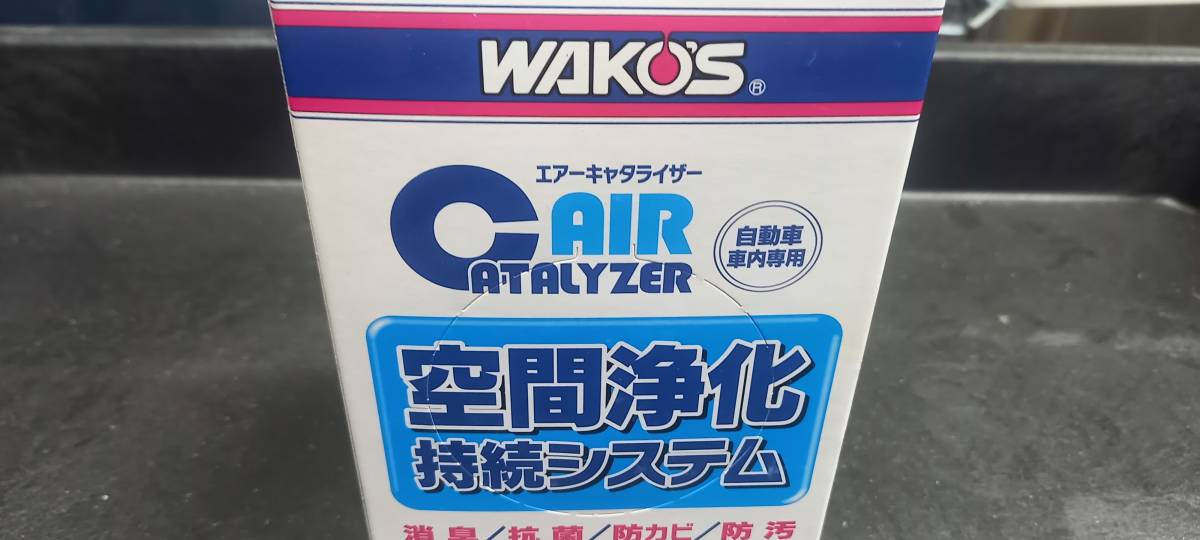 WAKO'S®
エアーキャタライザー
AIR
CATALYZER
自動車
車内専用
空間浄化
持続システム
消臭/抗菌/防カビ/防汚